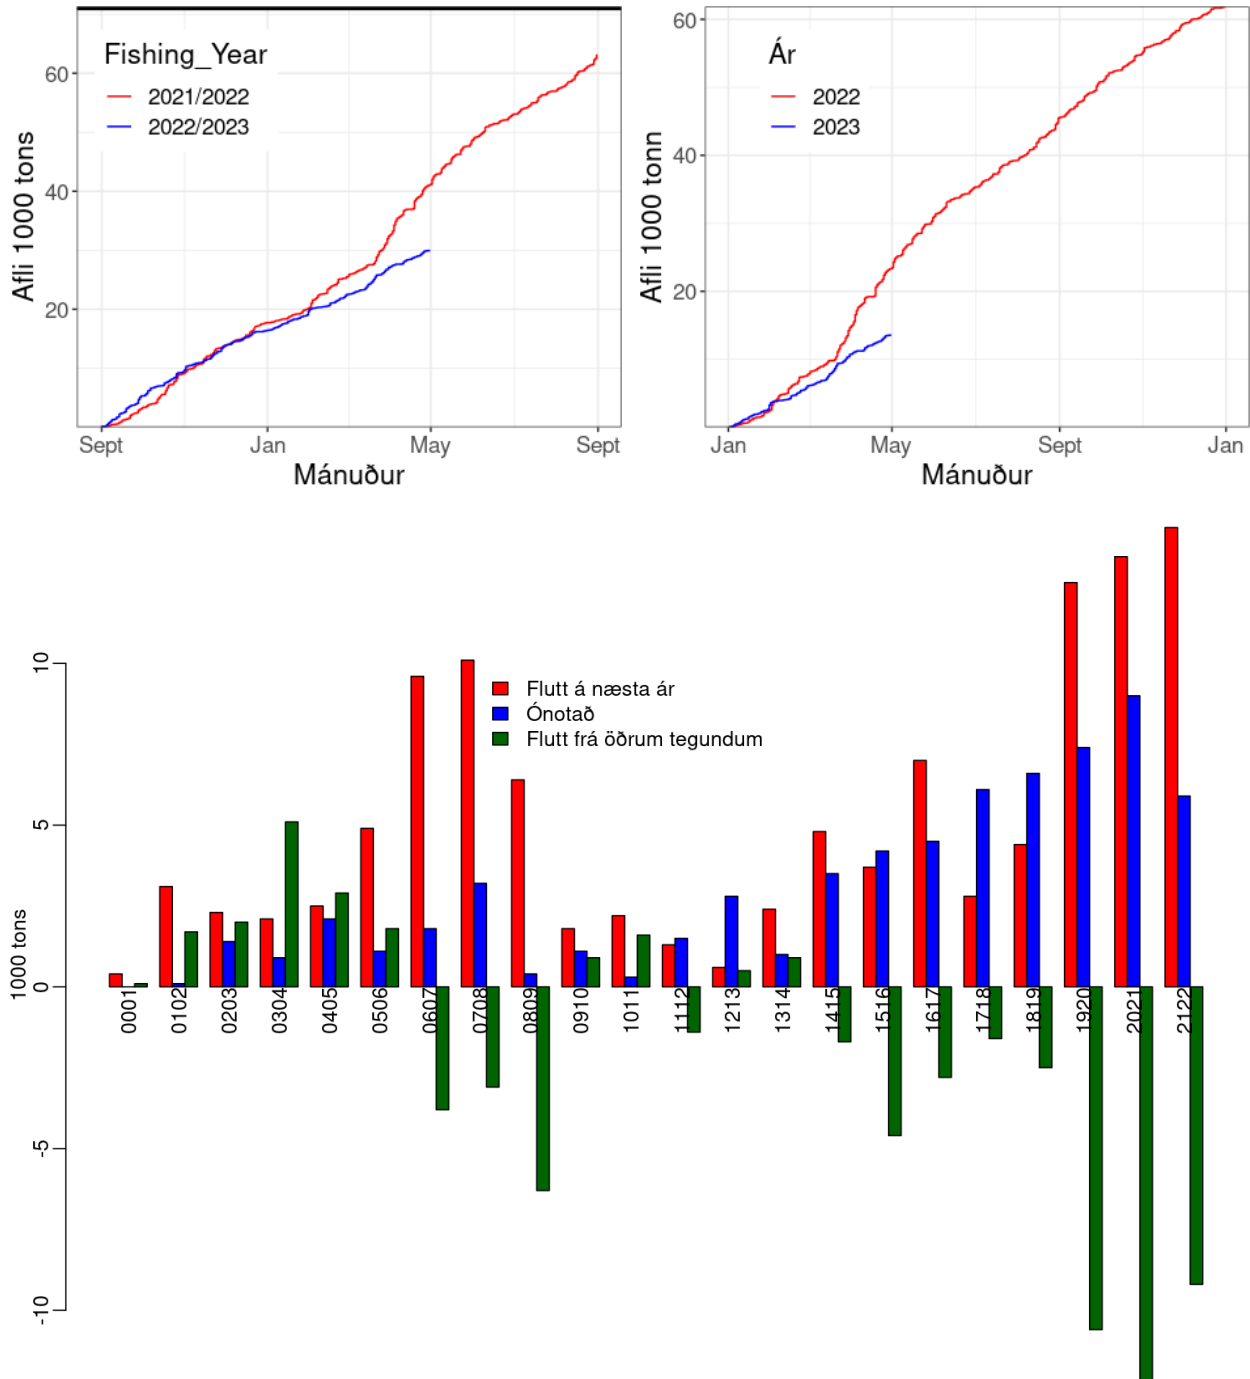 Fishing_Year
2021/2022
2022/2023
Afli 1000 tons
60
40
20
Sept
Jan
May
Sept
Mánuður
Ár
2022
2023
Afli 1000 tonn
60
40
20
Jan
May
Sept
Jan
Mánuður
Flutt á næsta ár
Ónotað
Flutt frá öðrum tegundum
1000 tons
10
5
0
-5
-10
0001
0102
0203
0304
0405
0506
0607
0708
0809
0910
1011
1112
1213
1314
1415
1516
1617
1718
1819
1920
2021
2122